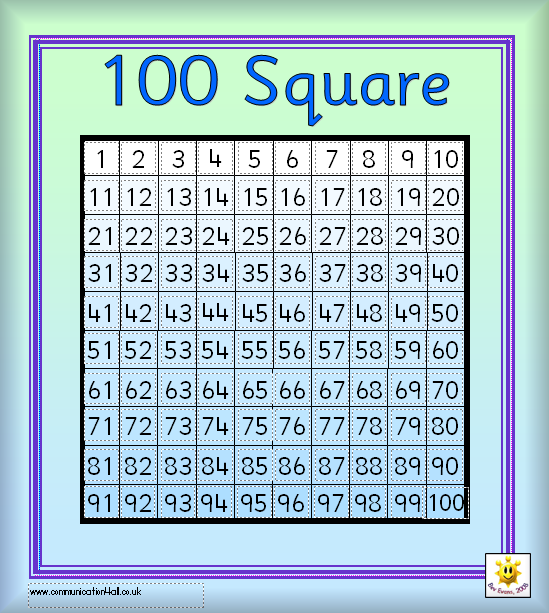 100 Square
1 2 3 4 5 6 7 8 9 10
11 12 13 14 15 16 17 18 19 20
21 22 23 24 25 26 27 28 29 30
31 32 33 34 35 36 37 38 39 40
41 42 43 44 45 46 47 48 49 50
51 52 53 54 55 56 57 58 59 60
61 62 63 64 65 66 67 68 69 70
71 72 73 74 75 76 77 78 79 80
81 82 83 84 85 86 87 88 89 90
91 92 93 94 95 96 97 98 99 100
www.communication4all.co.uk
Bev Evans, 2008